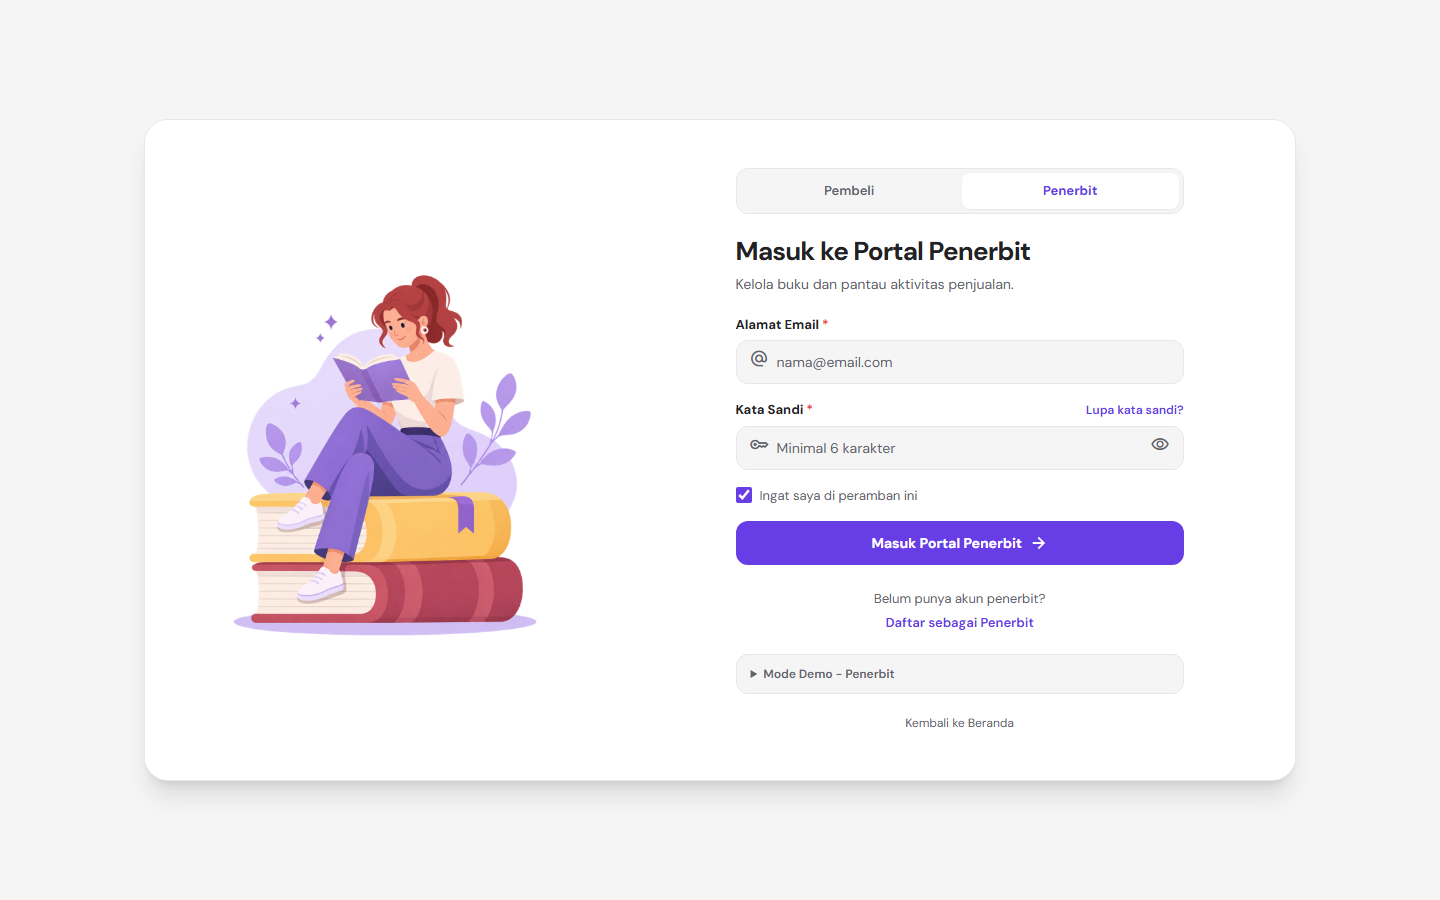 Pembeli
Penerbit
Masuk ke Portal Penerbit
Kelola buku dan pantau aktivitas penjualan.
Alamat Email *
nama@email.com
Kata Sandi *
Lupa kata sandi?
Minimal 6 karakter
Ingat saya di peramban ini
Masuk Portal Penerbit →
Belum punya akun penerbit?
Daftar sebagai Penerbit
▶ Mode Demo - Penerbit
Kembali ke Beranda